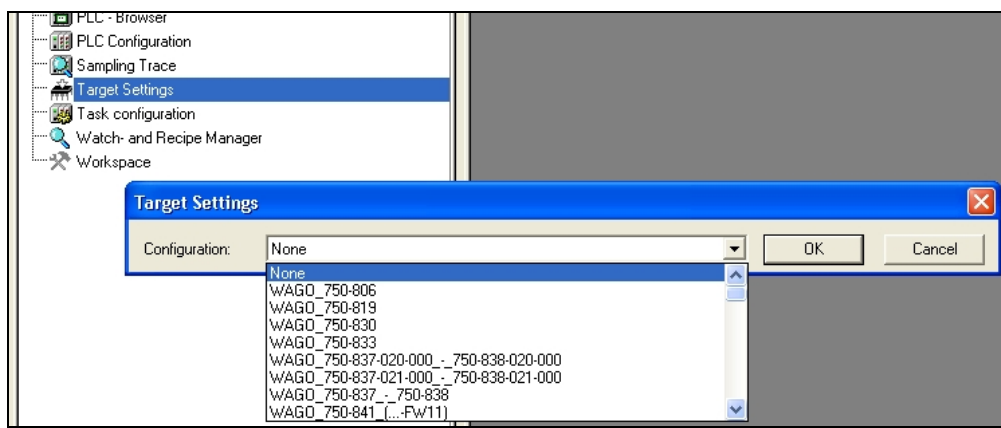 PLC - Browser
PLC Configuration
Sampling Trace
Target Settings
Task configuration
Watch- and Recipe Manager
Workspace
Target Settings
Configuration: None OK Cancel
None
WAGO_750-806
WAGO_750-819
WAGO_750-830
WAGO_750-833
WAGO_750-837-020-000_-_750-838-020-000
WAGO_750-837-021-000_-_750-838-021-000
WAGO_750-837_-_750-838
WAGO_750-841_(...-FW11)